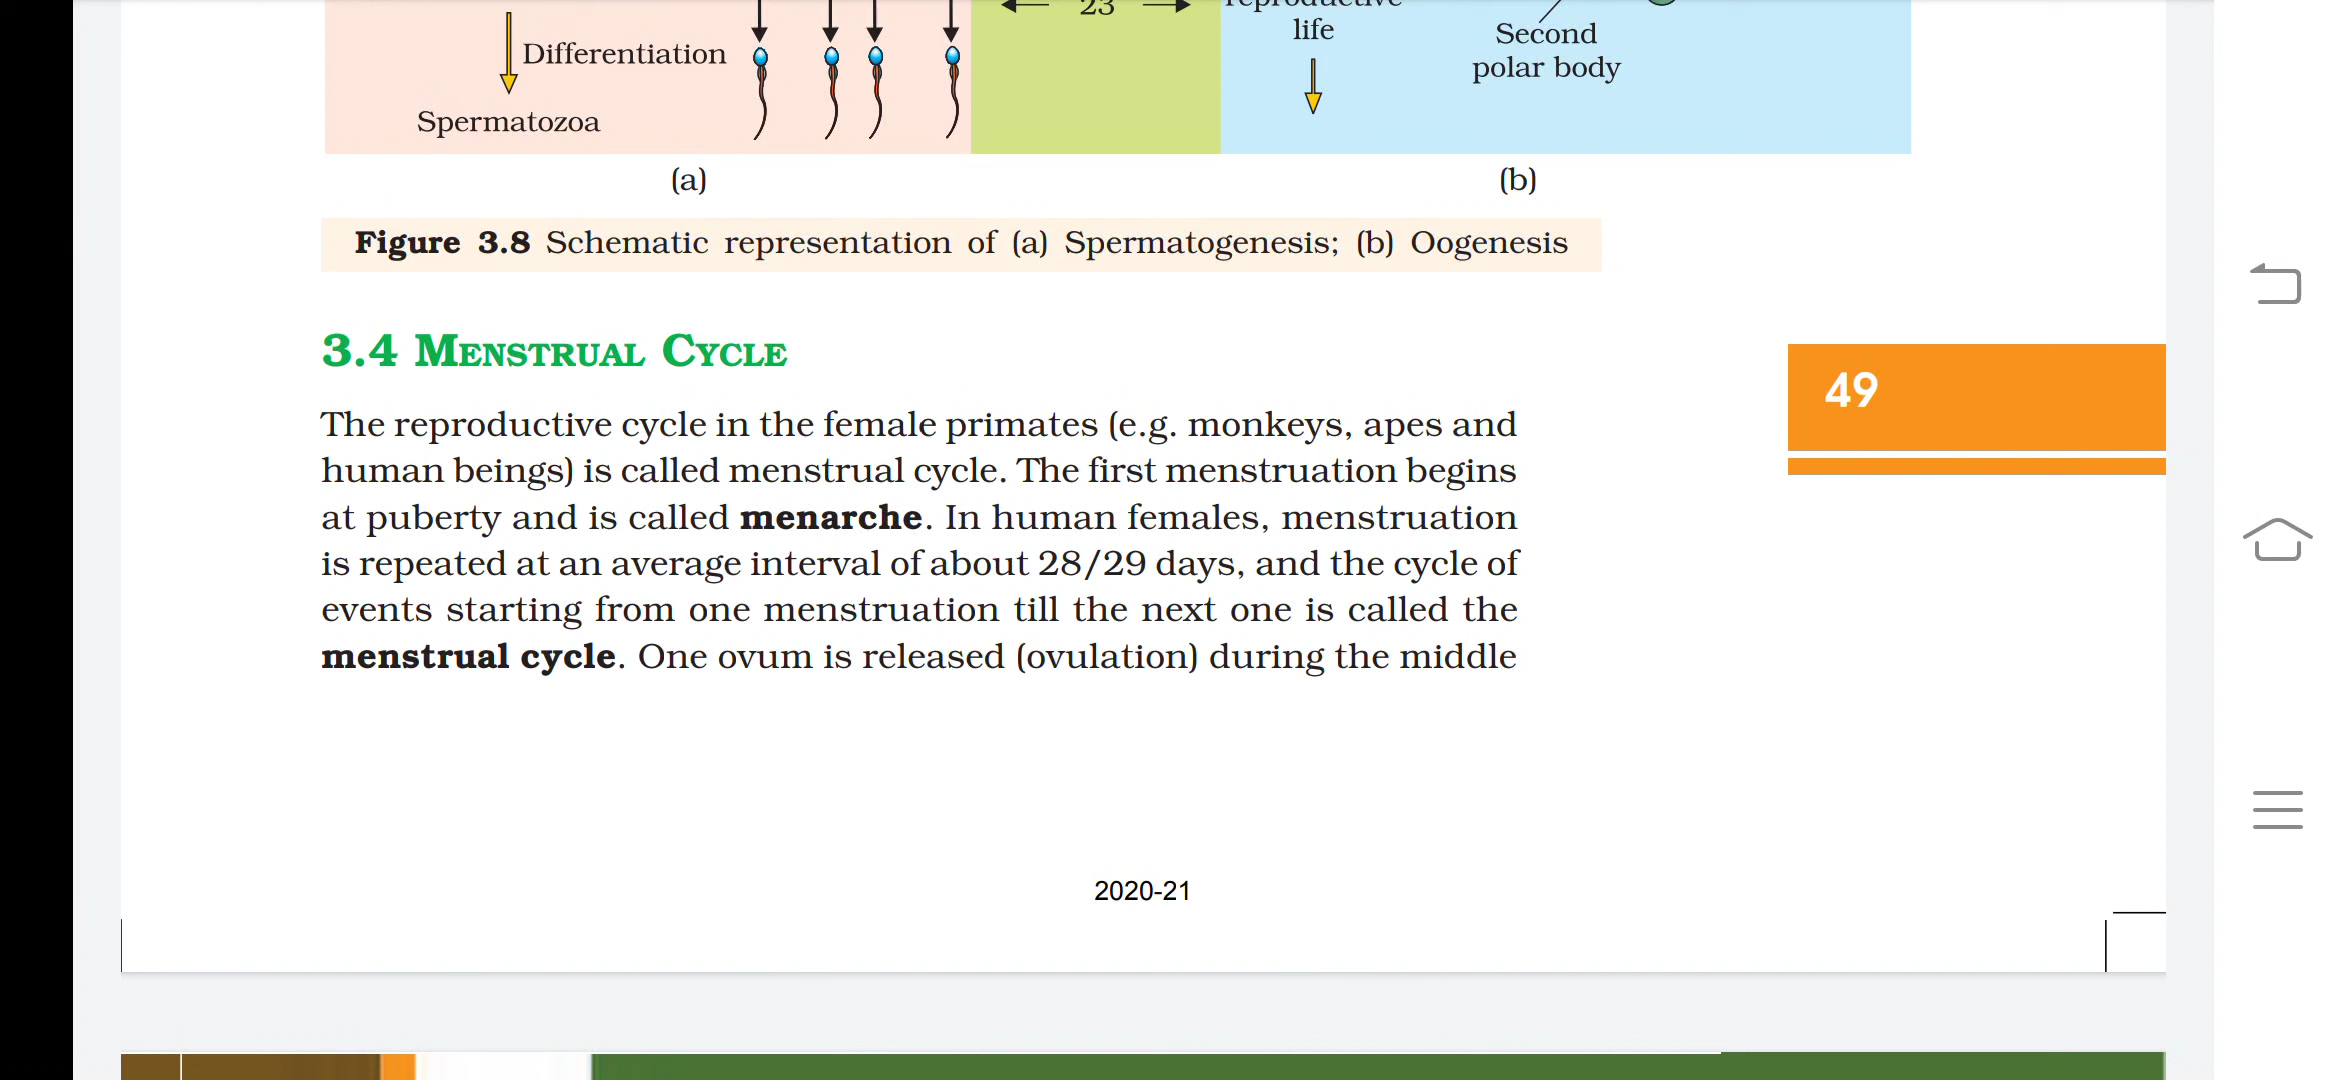 23
reproductive
life
Second
polar body
Differentiation
Spermatozoa
(a)
(b)
Figure 3.8 Schematic representation of (a) Spermatogenesis; (b) Oogenesis
3.4 MENSTRUAL CYCLE
49
The reproductive cycle in the female primates (e.g. monkeys, apes and
human beings) is called menstrual cycle. The first menstruation begins
at puberty and is called menarche. In human females, menstruation
is repeated at an average interval of about 28/29 days, and the cycle of
events starting from one menstruation till the next one is called the
menstrual cycle. One ovum is released (ovulation) during the middle
2020-21